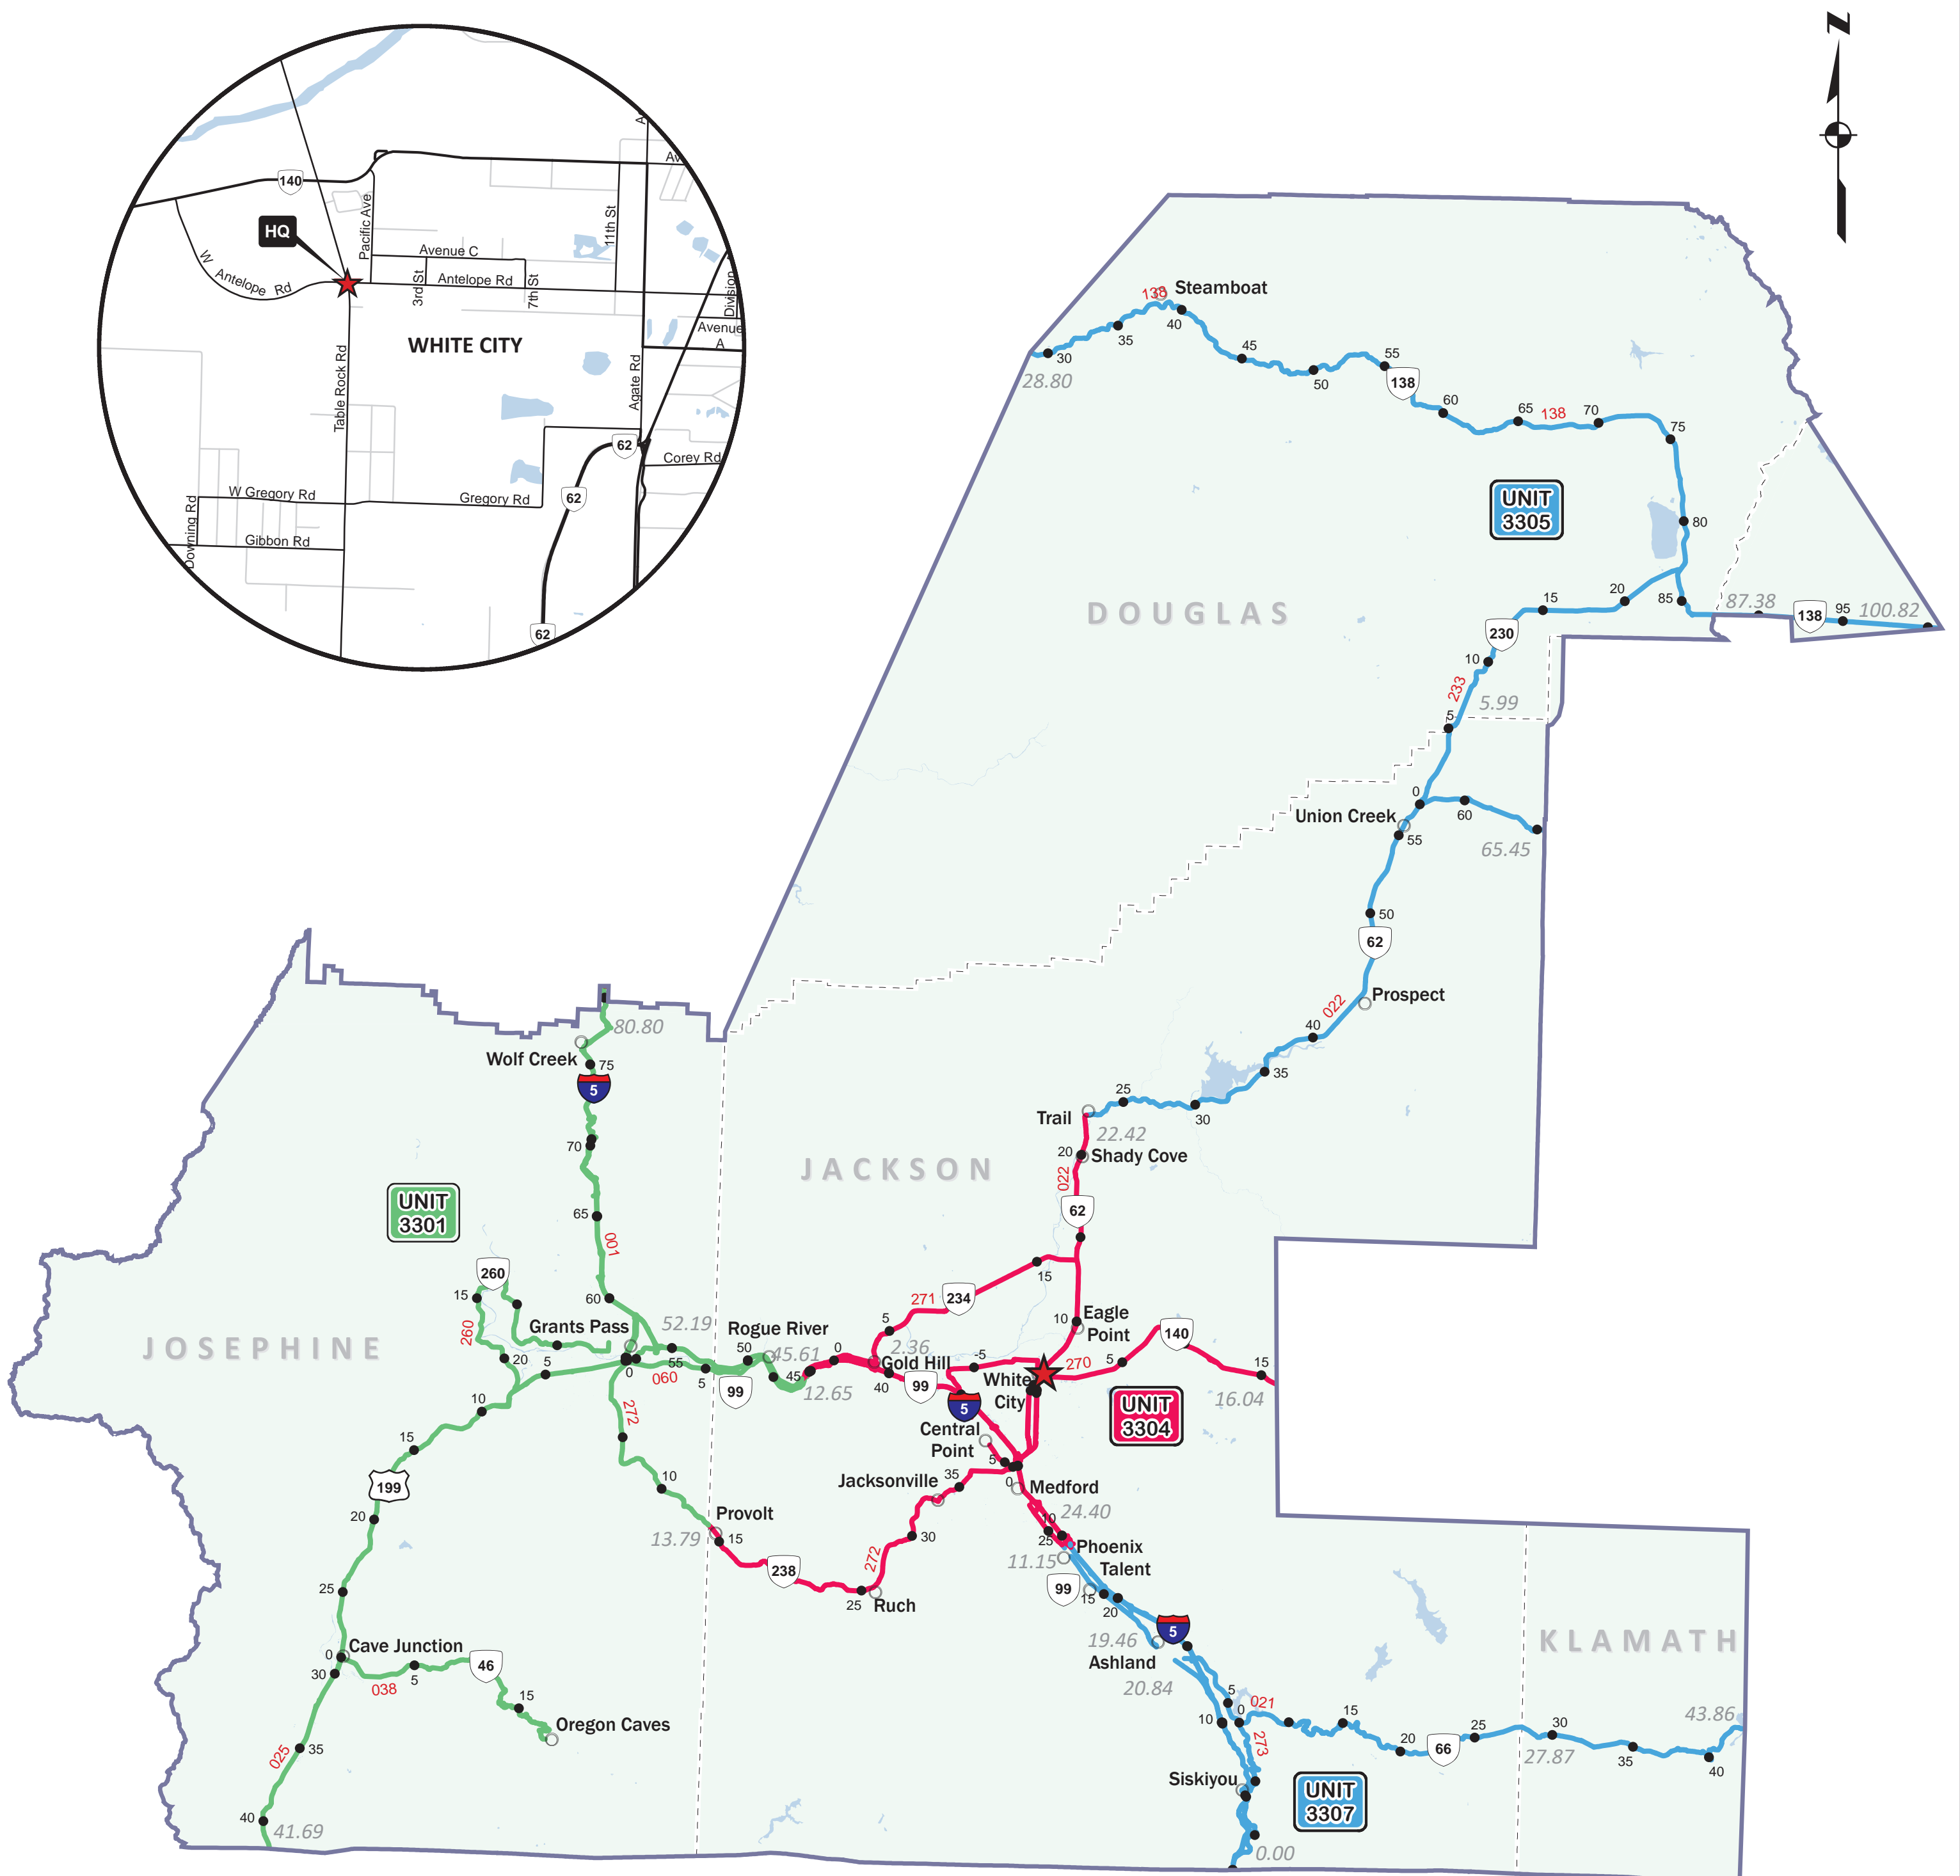 N
A
Av
140
HQ
Pacific Ave
Avenue C
11th St
W Antelope Rd
3rd St
Antelope Rd
7th St
Division
Avenue
A
WHITE CITY
Table Rock Rd
Agate Rd
62
Corey Rd
W Gregory Rd
Gregory Rd
62
Downing Rd
Gibbon Rd
62
138
Steamboat
40
35
30
28.80
45
50
55
138
60
65
138
70
75
UNIT
3305
80
DOUGLAS
15
20
85
87.38
138
95
100.82
230
10
233
5.99
5
0
Union Creek
60
55
65.45
50
62
Prospect
022
40
35
25
30
Trail
22.42
20
Shady Cove
022
62
80.80
Wolf Creek
75
5
70
JACKSON
UNIT
3301
65
001
260
15
60
260
Grants Pass
52.19
JOSEPHINE
20
5
0
060
55
5
99
Rogue River
50
45.61
45
12.65
0
271
234
15
5
2.36
Gold Hill
40
99
-5
5
10
Eagle
Point
270
5
140
15
16.04
White
City
UNIT
3304
Central
Point
5
0
Medford
24.40
Jacksonville
35
10
272
10
15
199
20
Provolt
15
13.79
238
272
30
25
Ruch
10
25
Phoenix
11.15
Talent
99
15
20
5
19.46
Ashland
20.84
KLAMATH
25
Cave Junction
0
30
038
5
46
15
Oregon Caves
025
35
40
41.69
5
0
021
10
273
15
20
66
25
30
27.87
35
40
43.86
Siskiyou
UNIT
3307
0.00